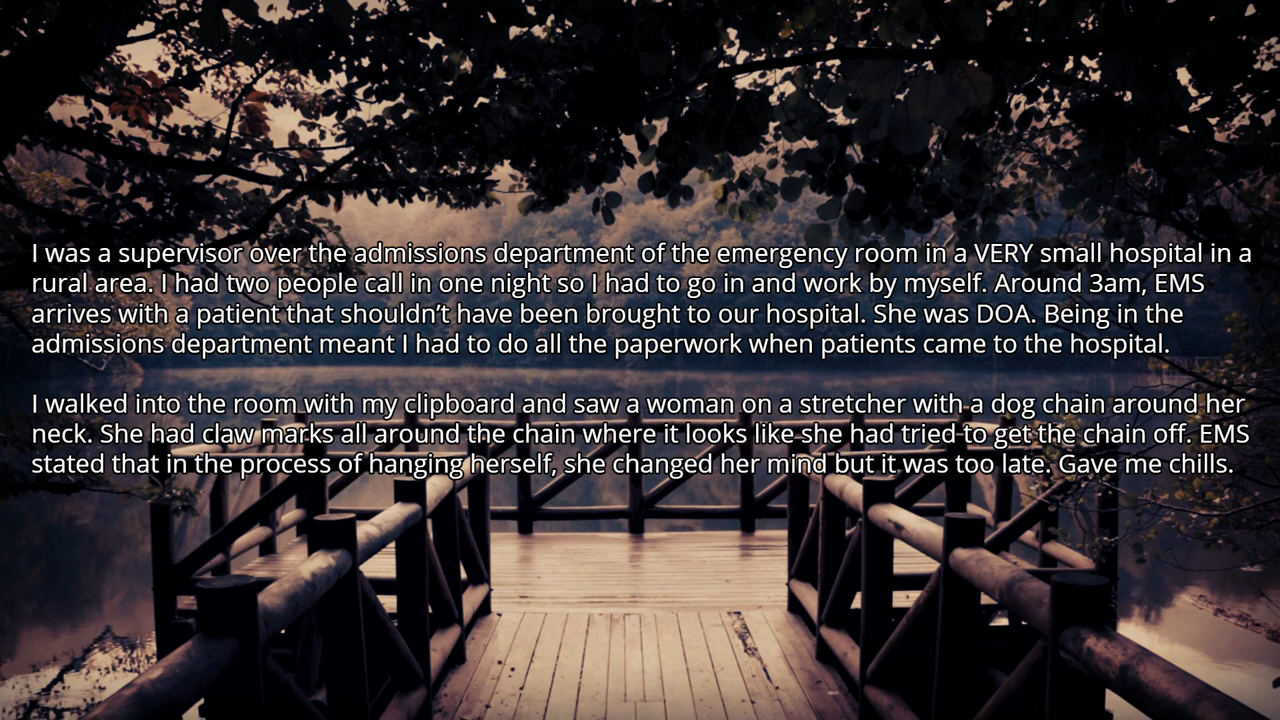 I was a supervisor over the admissions department of the emergency room in a VERY small hospital in a
rural area. I had two people call in one night so I had to go in and work by myself. Around 3am, EMS
arrives with a patient that shouldn’t have been brought to our hospital. She was DOA. Being in the
admissions department meant I had to do all the paperwork when patients came to the hospital.
I walked into the room with my clipboard and saw a woman on a stretcher with a dog chain around her
neck. She had claw marks all around the chain where it looks like she had tried to get the chain off. EMS
stated that in the process of hanging herself, she changed her mind but it was too late. Gave me chills.